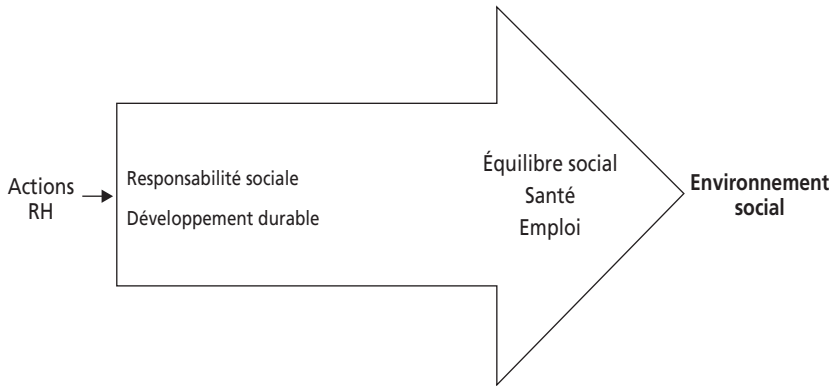 Actions
RH
Responsabilité sociale
Développement durable
Équilibre social
Santé
Emploi
Environnement
social